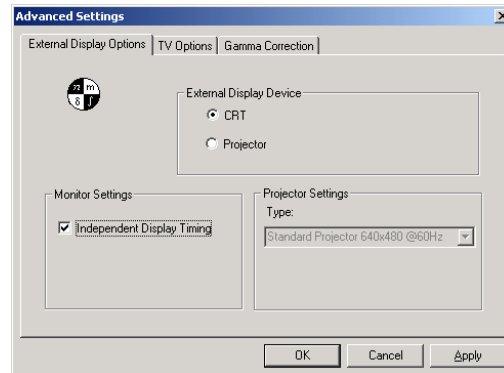 Advanced Settings
External Display Options
TV Options
Gamma Correction
72 m
δ ∫
External Display Device
CRT
Projector
Monitor Settings
Independent Display Timing
Projector Settings
Type:
Standard Projector 640x480 @60Hz
OK
Cancel
Apply